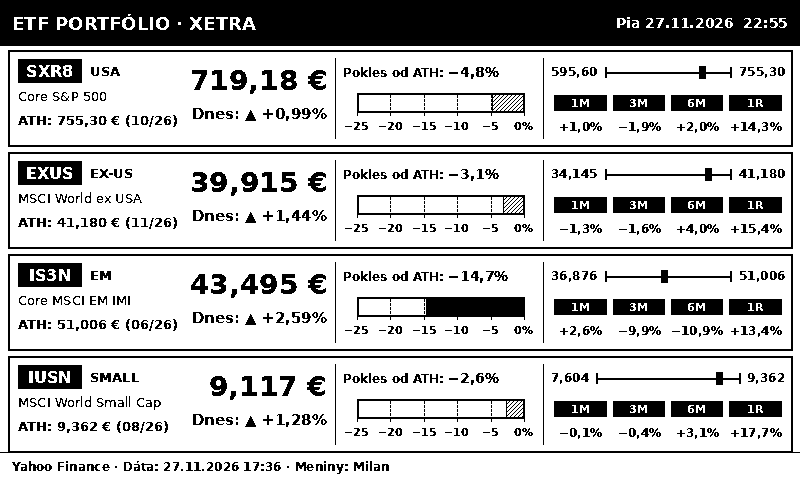 ETF PORTFÓLIO · XETRA
Pia 27.11.2026 22:55
SXR8 USA
Core S&P 500
ATH: 755,30 € (10/26)
719,18 €
Dnes: ▲ +0,99%
Pokles od ATH: −4,8%
−25 −20 −15 −10 −5 0%
595,60 755,30
1M 3M 6M 1R
+1,0% −1,9% +2,0% +14,3%
EXUS EX-US
MSCI World ex USA
ATH: 41,180 € (11/26)
39,915 €
Dnes: ▲ +1,44%
Pokles od ATH: −3,1%
−25 −20 −15 −10 −5 0%
34,145 41,180
1M 3M 6M 1R
−1,3% −1,6% +4,0% +15,4%
IS3N EM
Core MSCI EM IMI
ATH: 51,006 € (06/26)
43,495 €
Dnes: ▲ +2,59%
Pokles od ATH: −14,7%
−25 −20 −15 −10 −5 0%
36,876 51,006
1M 3M 6M 1R
+2,6% −9,9% −10,9% +13,4%
IUSN SMALL
MSCI World Small Cap
ATH: 9,362 € (08/26)
9,117 €
Dnes: ▲ +1,28%
Pokles od ATH: −2,6%
−25 −20 −15 −10 −5 0%
7,604 9,362
1M 3M 6M 1R
−0,1% −0,4% +3,1% +17,7%
Yahoo Finance · Dáta: 27.11.2026 17:36 · Meniny: Milan